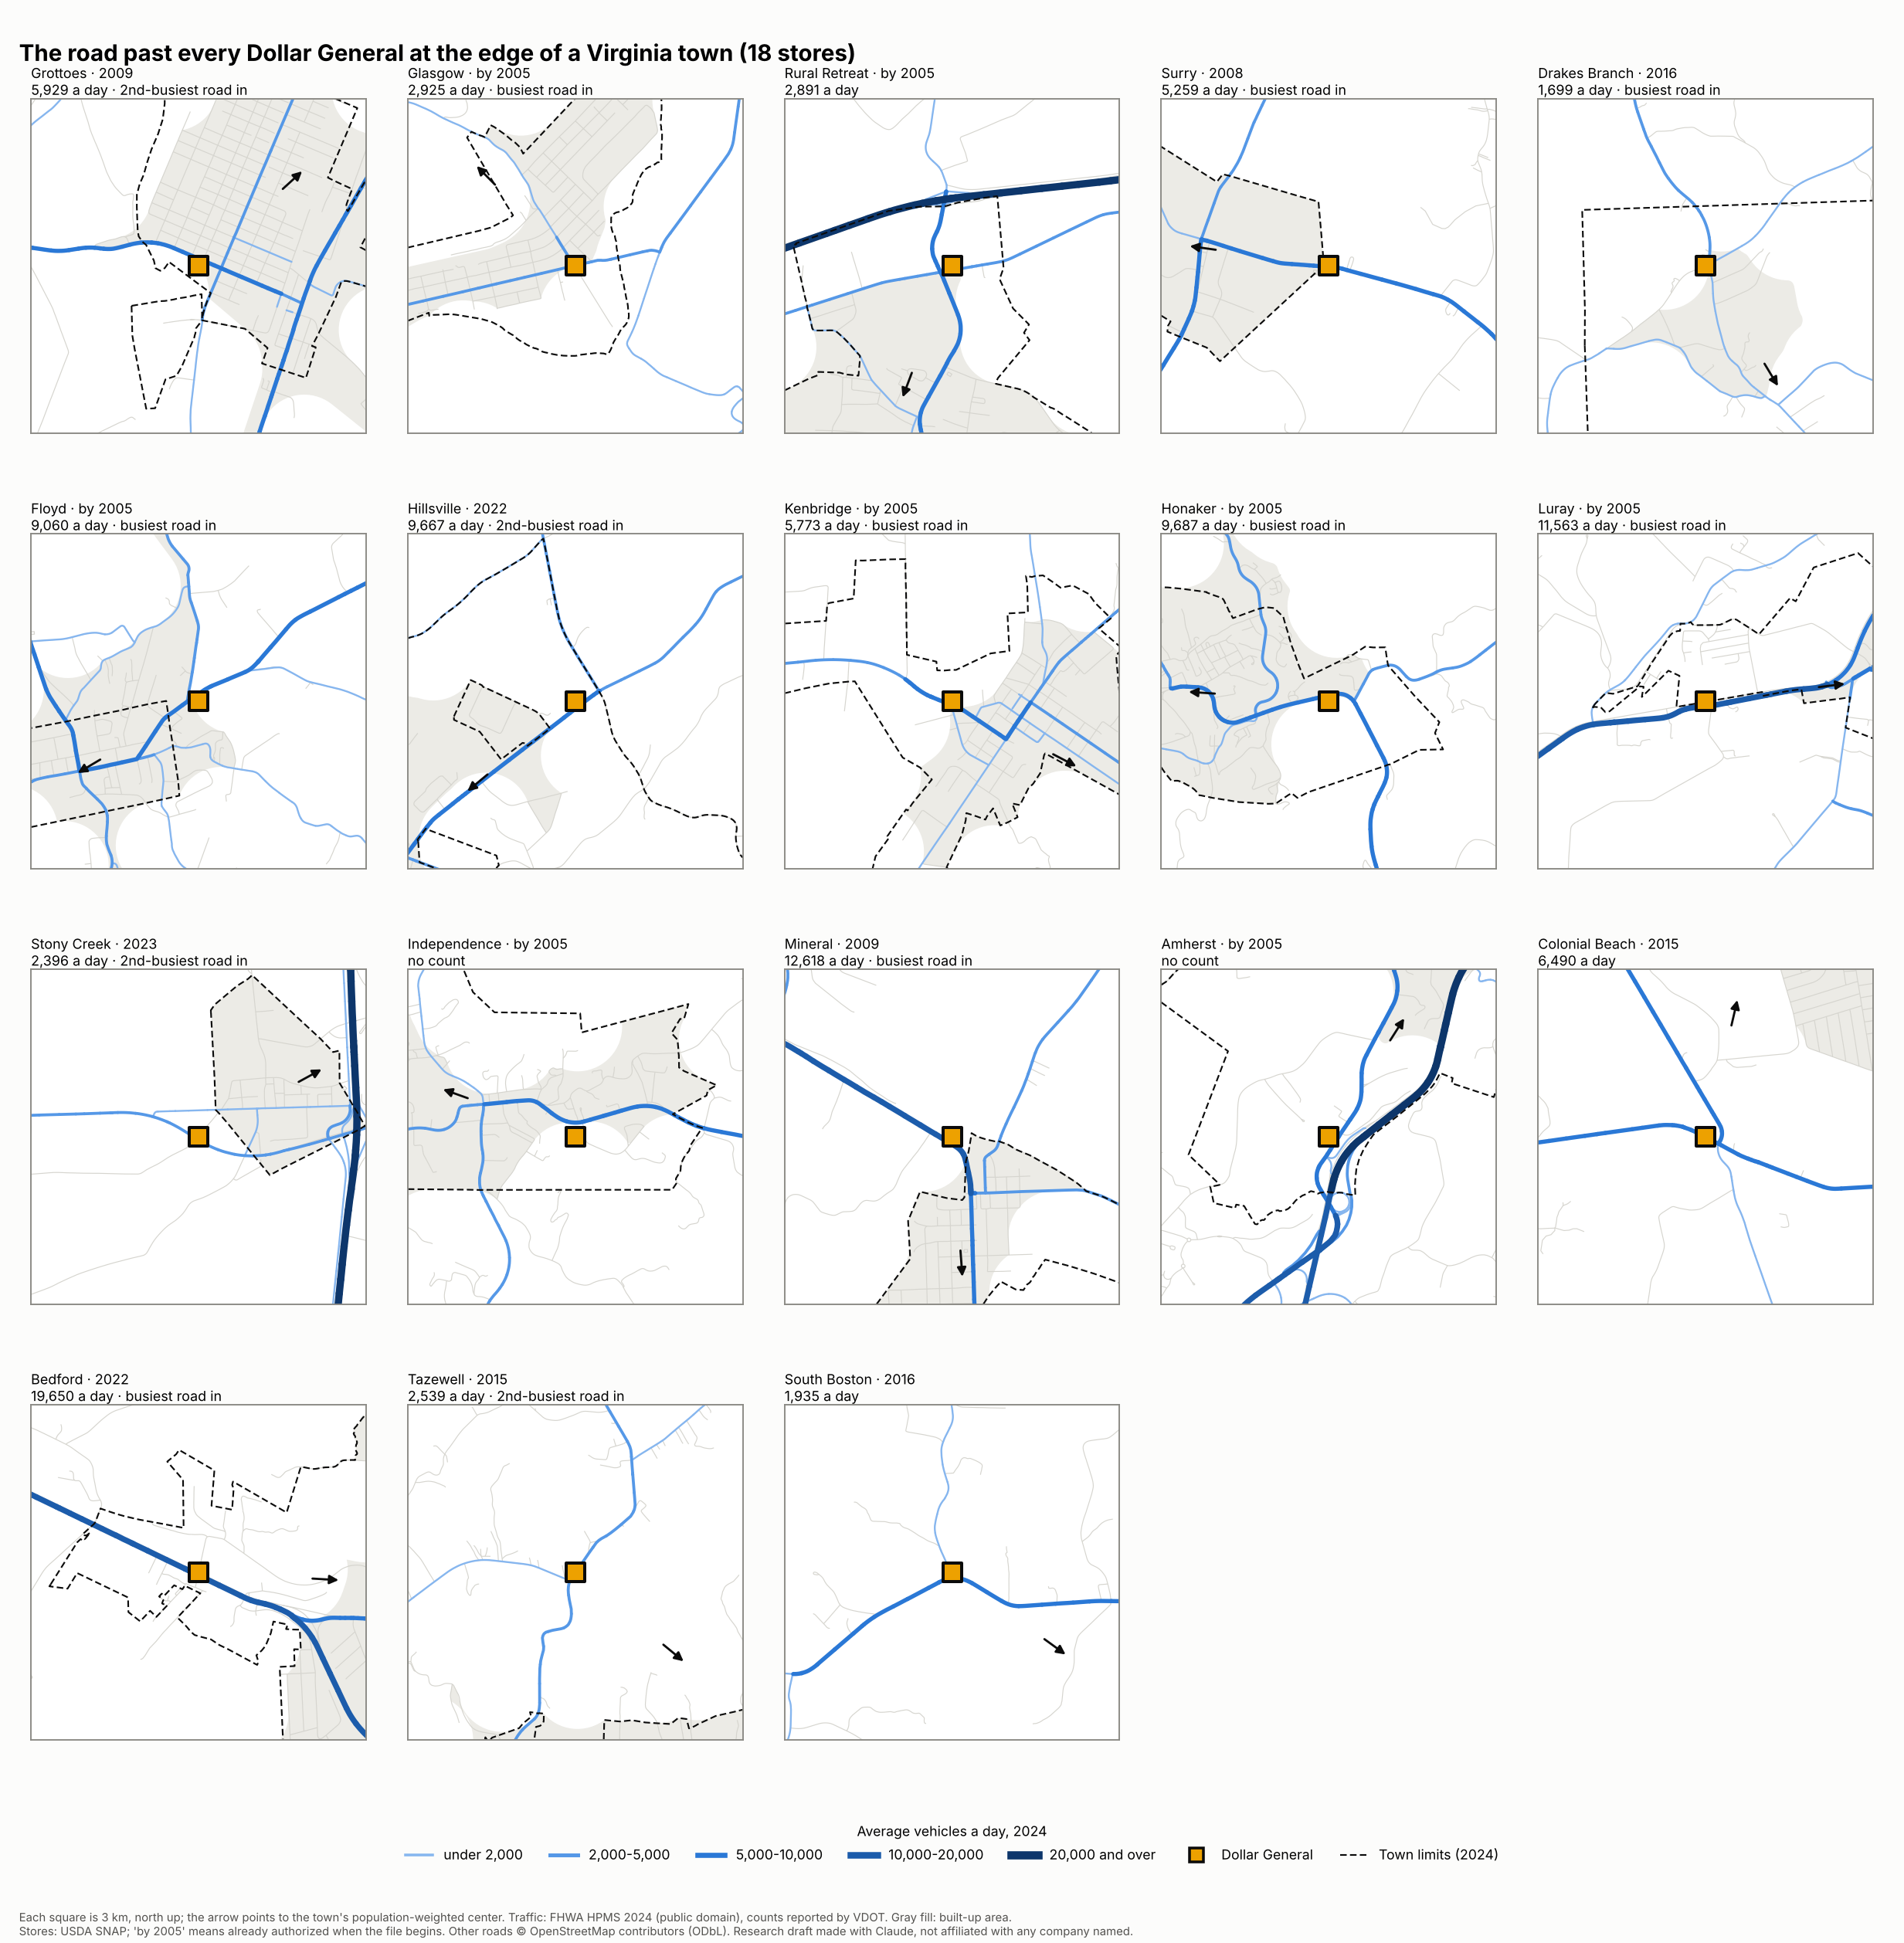 The road past every Dollar General at the edge of a Virginia town (18 stores)
Grottoes · 2009
5,929 a day · 2nd-busiest road in
Glasgow · by 2005
2,925 a day · busiest road in
Rural Retreat · by 2005
2,891 a day
Surry · 2008
5,259 a day · busiest road in
Drakes Branch · 2016
1,699 a day · busiest road in
Floyd · by 2005
9,060 a day · busiest road in
Hillsville · 2022
9,667 a day · 2nd-busiest road in
Kenbridge · by 2005
5,773 a day · busiest road in
Honaker · by 2005
9,687 a day · busiest road in
Luray · by 2005
11,563 a day · busiest road in
Stony Creek · 2023
2,396 a day · 2nd-busiest road in
Independence · by 2005
no count
Mineral · 2009
12,618 a day · busiest road in
Amherst · by 2005
no count
Colonial Beach · 2015
6,490 a day
Bedford · 2022
19,650 a day · busiest road in
Tazewell · 2015
2,539 a day · 2nd-busiest road in
South Boston · 2016
1,935 a day
Average vehicles a day, 2024
under 2,000 2,000-5,000 5,000-10,000 10,000-20,000 20,000 and over Dollar General Town limits (2024)
Each square is 3 km, north up; the arrow points to the town's population-weighted center. Traffic: FHWA HPMS 2024 (public domain), counts reported by VDOT. Gray fill: built-up area.
Stores: USDA SNAP; 'by 2005' means already authorized when the file begins. Other roads © OpenStreetMap contributors (ODbL). Research draft made with Claude, not affiliated with any company named.